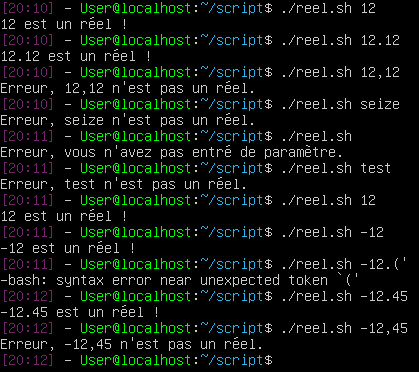 [20:10] - User@localhost:~/script$ ./reel.sh 12
12 est un réel !
[20:10] - User@localhost:~/script$ ./reel.sh 12.12
12.12 est un réel !
[20:10] - User@localhost:~/script$ ./reel.sh 12,12
Erreur, 12,12 n'est pas un réel.
[20:10] - User@localhost:~/script$ ./reel.sh seize
Erreur, seize n'est pas un réel.
[20:11] - User@localhost:~/script$ ./reel.sh
Erreur, vous n'avez pas entré de paramètre.
[20:11] - User@localhost:~/script$ ./reel.sh test
Erreur, test n'est pas un réel.
[20:11] - User@localhost:~/script$ ./reel.sh 12
12 est un réel !
[20:11] - User@localhost:~/script$ ./reel.sh -12
-12 est un réel !
[20:11] - User@localhost:~/script$ ./reel.sh -12.('
-bash: syntax error near unexpected token `('
[20:12] - User@localhost:~/script$ ./reel.sh -12.45
-12.45 est un réel !
[20:12] - User@localhost:~/script$ ./reel.sh -12,45
Erreur, -12,45 n'est pas un réel.
[20:12] - User@localhost:~/script$